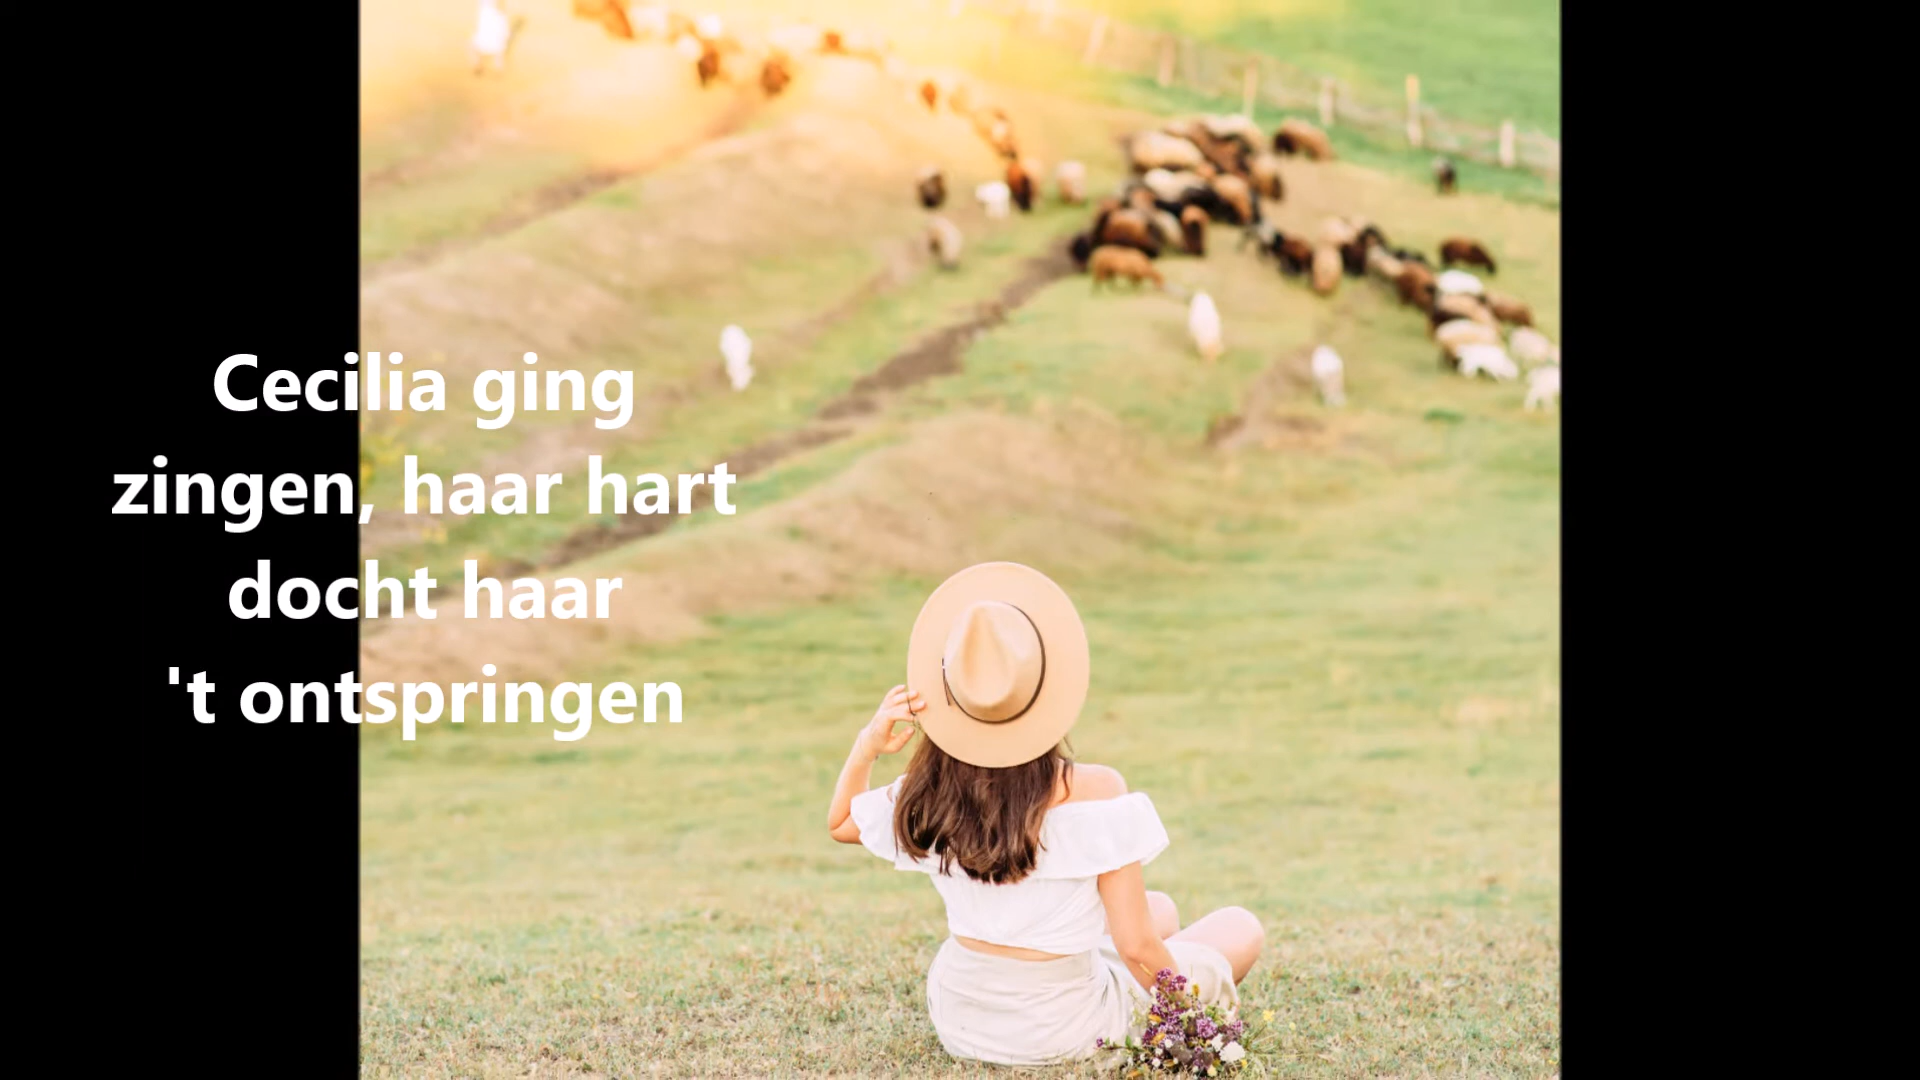 Cecilia ging
zingen, haar hart
docht haar
't ontspringen